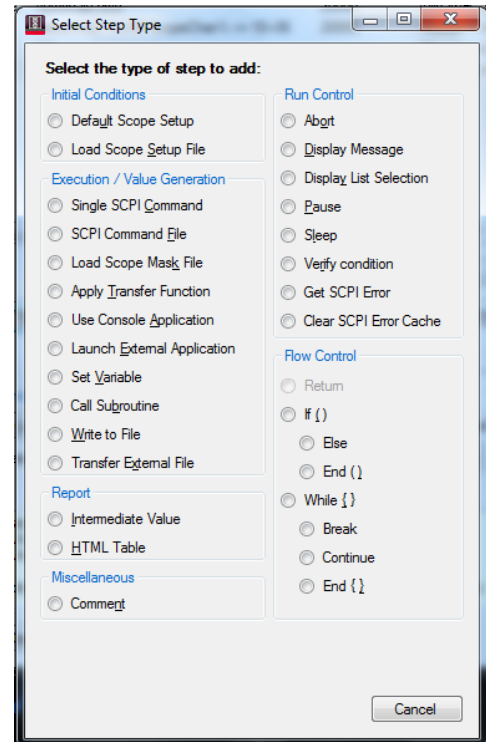 Select Step Type
Select the type of step to add:
Initial Conditions
Default Scope Setup
Load Scope Setup File
Execution / Value Generation
Single SCPI Command
SCPI Command File
Load Scope Mask File
Apply Transfer Function
Use Console Application
Launch External Application
Set Variable
Call Subroutine
Write to File
Transfer External File
Report
Intermediate Value
HTML Table
Miscellaneous
Comment
Run Control
Abort
Display Message
Display List Selection
Pause
Sleep
Verify condition
Get SCPI Error
Clear SCPI Error Cache
Flow Control
Return
If ()
Else
End ()
While {}
Break
Continue
End {}
Cancel